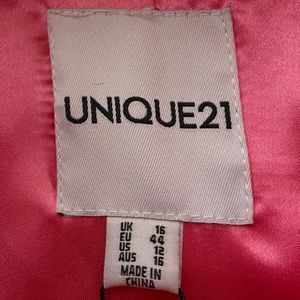 UNIQUE21
UK 16
EU 44
US 12
AUS 16
MADE IN
CHINA